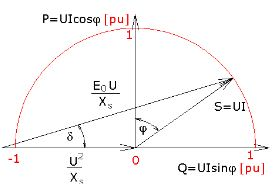 P=UIcosφ [pu]
1
E₀U
Xₛ
S=UI
δ
φ
-1
0
1
U²
Xₛ
Q=UIsinφ [pu]